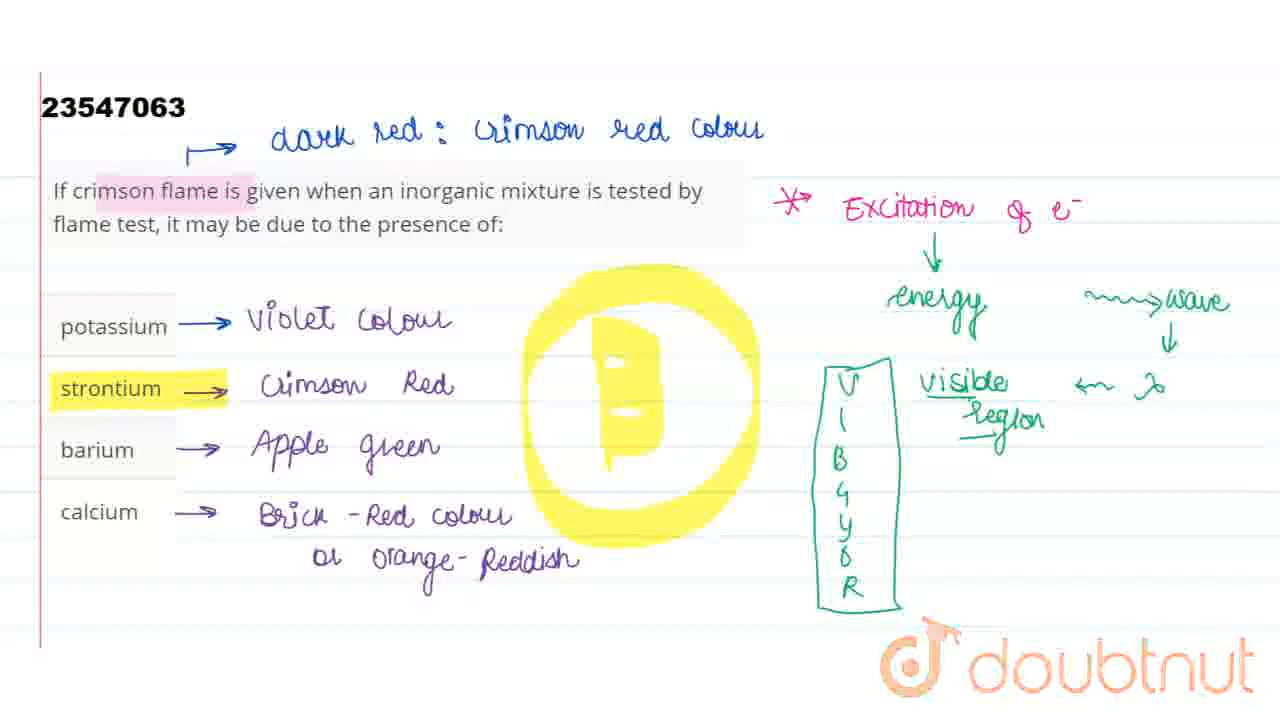 23547063
dark red : crimson red colour
If crimson flame is given when an inorganic mixture is tested by
flame test, it may be due to the presence of:
potassium → violet colour
strontium → Crimson Red
barium → Apple green
calcium → Brick - Red colour
or orange - Reddish
B
Excitation of e⁻
energy wave
visible λ
region
V
I
B
G
Y
O
R
doubtnut